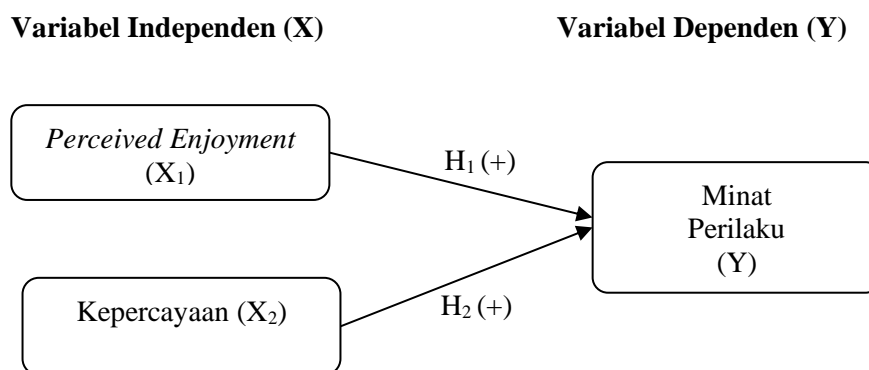 Variabel Independen (X)
Variabel Dependen (Y)
Perceived Enjoyment
(X₁)
H₁ (+)
Minat
Perilaku
(Y)
Kepercayaan (X₂)
H₂ (+)